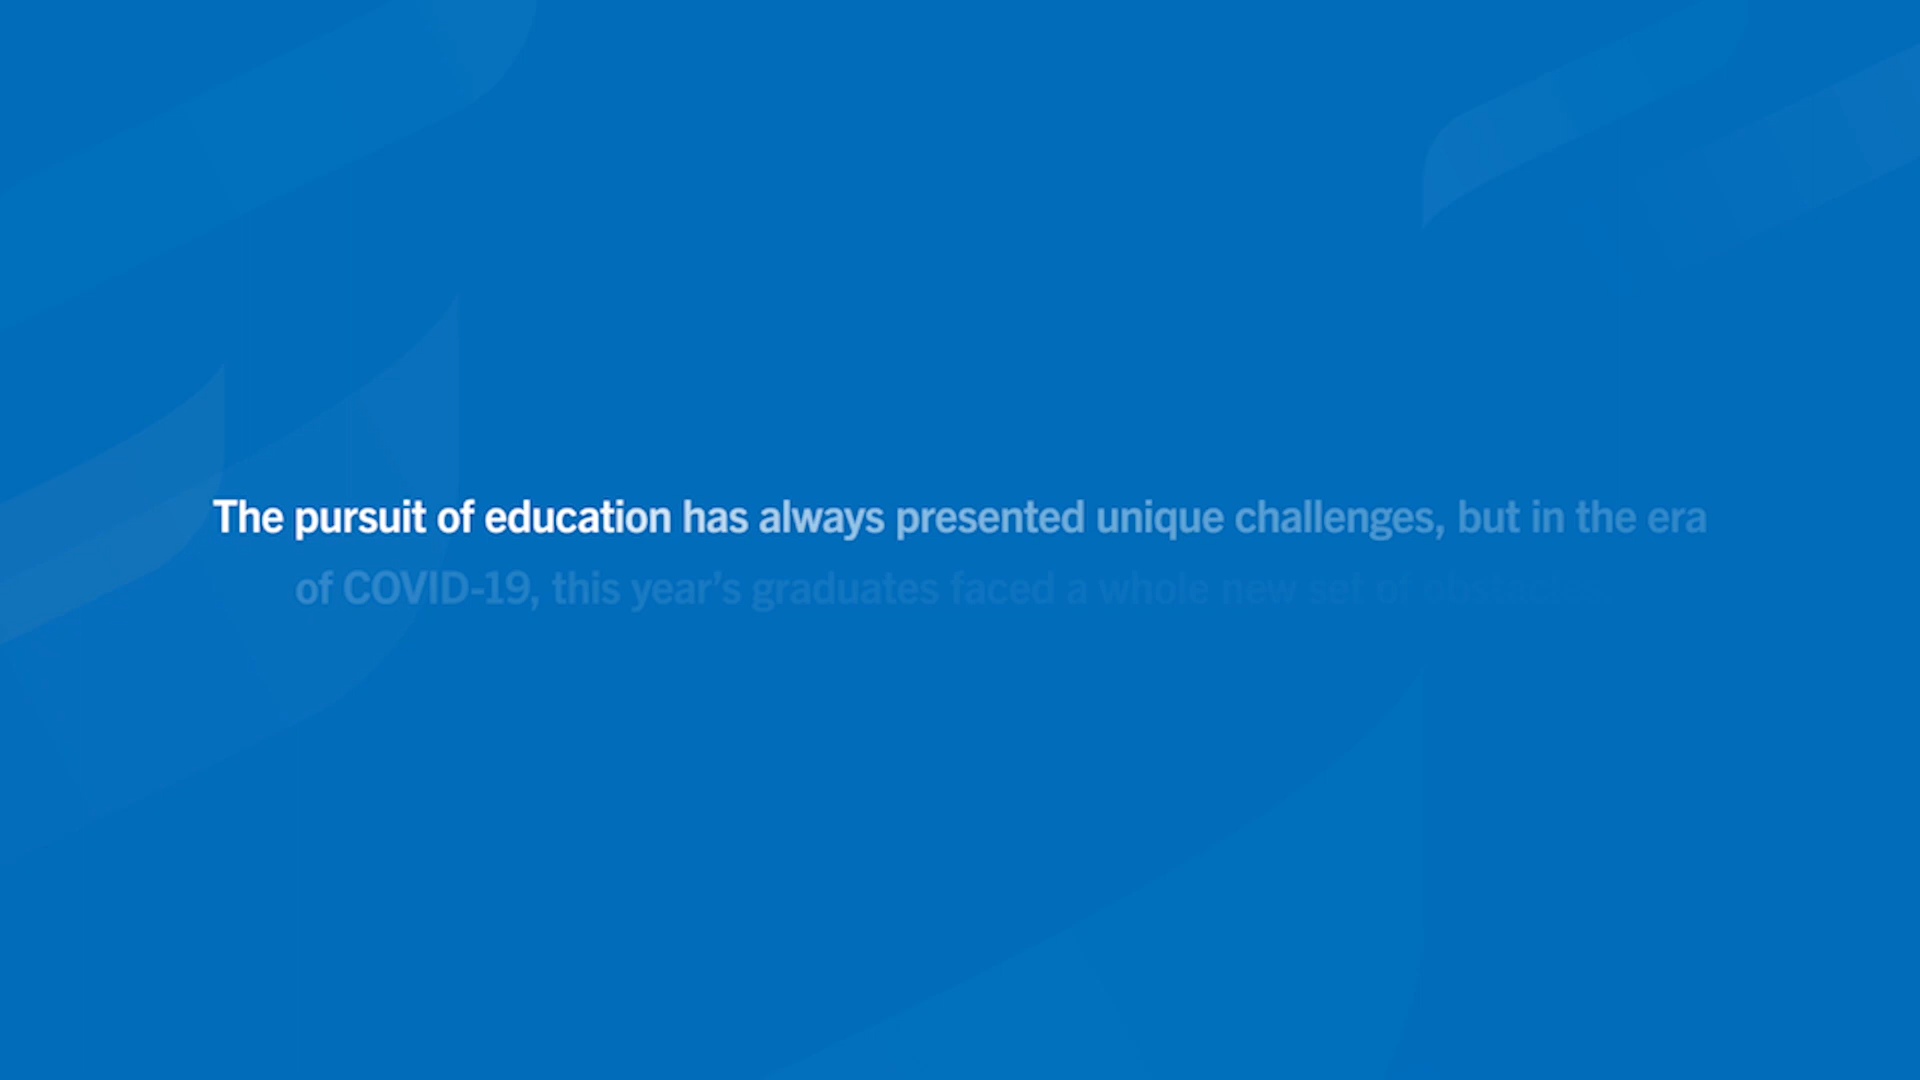 The pursuit of education has always presented unique challenges, but in the era
of COVID-19, this year’s graduates faced a whole new set of obstacles